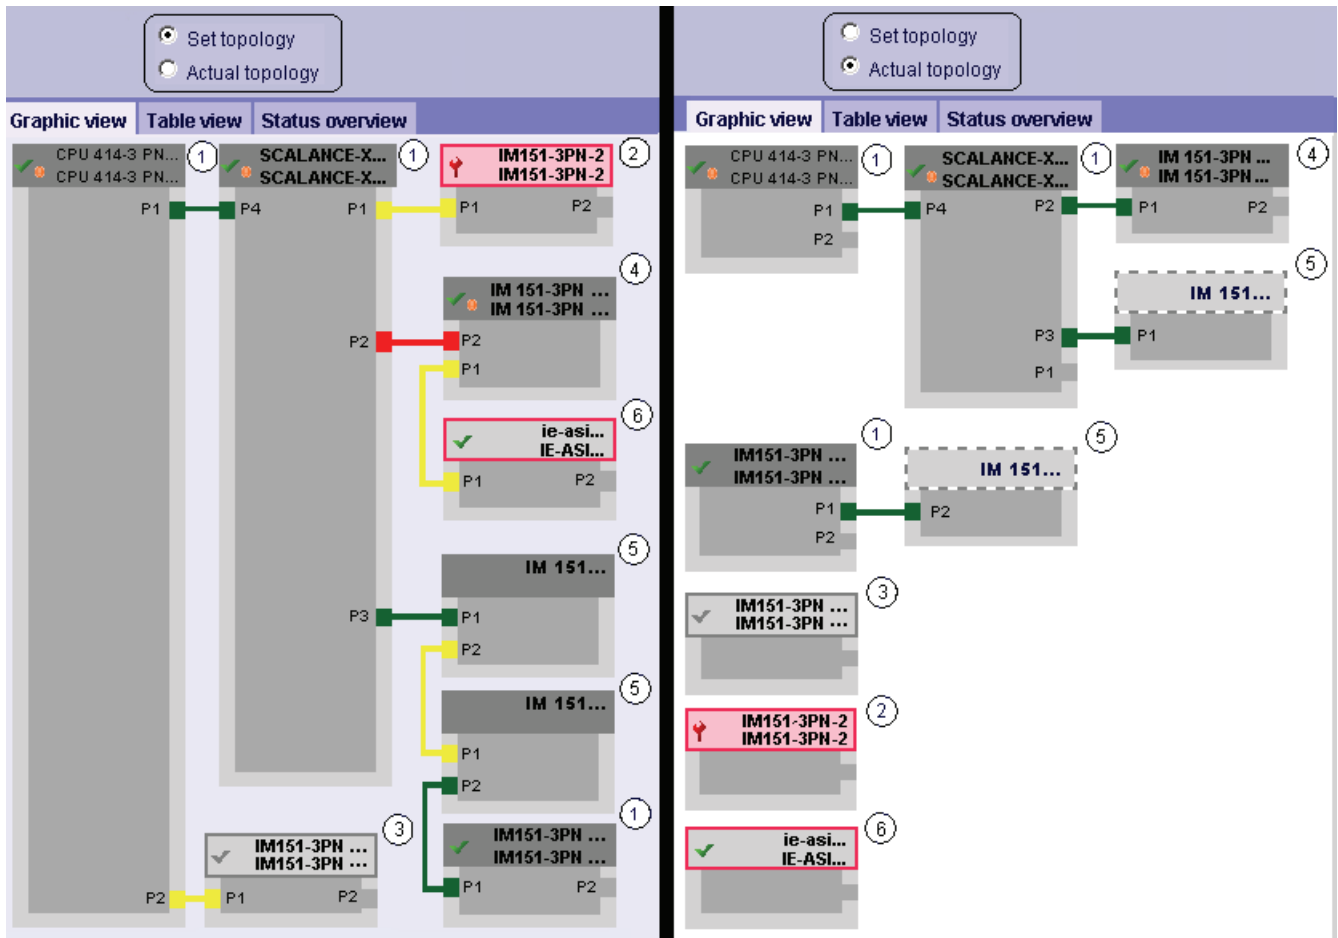 Set topology
Actual topology
Graphic view
Table view
Status overview
CPU 414-3 PN...
CPU 414-3 PN...
1
SCALANCE-X...
SCALANCE-X...
1
IM151-3PN-2
IM151-3PN-2
2
P1
P4
P1
P1
P2
4
IM 151-3PN ...
IM 151-3PN ...
P2
P2
P1
6
ie-asi...
IE-ASI...
P1
P2
5
IM 151...
P3
P1
P2
5
IM 151...
P1
P2
1
IM151-3PN ...
IM151-3PN ...
P1
P2
3
IM151-3PN ...
IM151-3PN ...
P2
P1
P2
Set topology
Actual topology
Graphic view
Table view
Status overview
CPU 414-3 PN...
CPU 414-3 PN...
1
SCALANCE-X...
SCALANCE-X...
1
IM 151-3PN ...
IM 151-3PN ...
4
P1
P2
P4
P2
P1
P2
5
IM 151...
P3
P1
P1
1
IM151-3PN ...
IM151-3PN ...
P1
P2
5
IM 151...
P2
3
IM151-3PN ...
IM151-3PN ...
2
IM151-3PN-2
IM151-3PN-2
6
ie-asi...
IE-ASI...